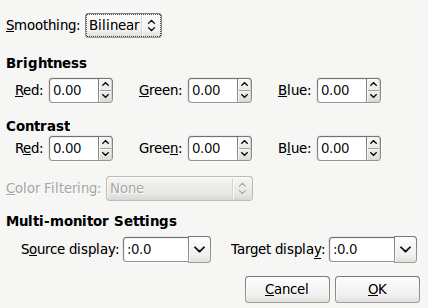 Smoothing: Bilinear
Brightness
Red: 0.00 Green: 0.00 Blue: 0.00
Contrast
Red: 0.00 Green: 0.00 Blue: 0.00
Color Filtering: None
Multi-monitor Settings
Source display: :0.0 Target display: :0.0
Cancel OK